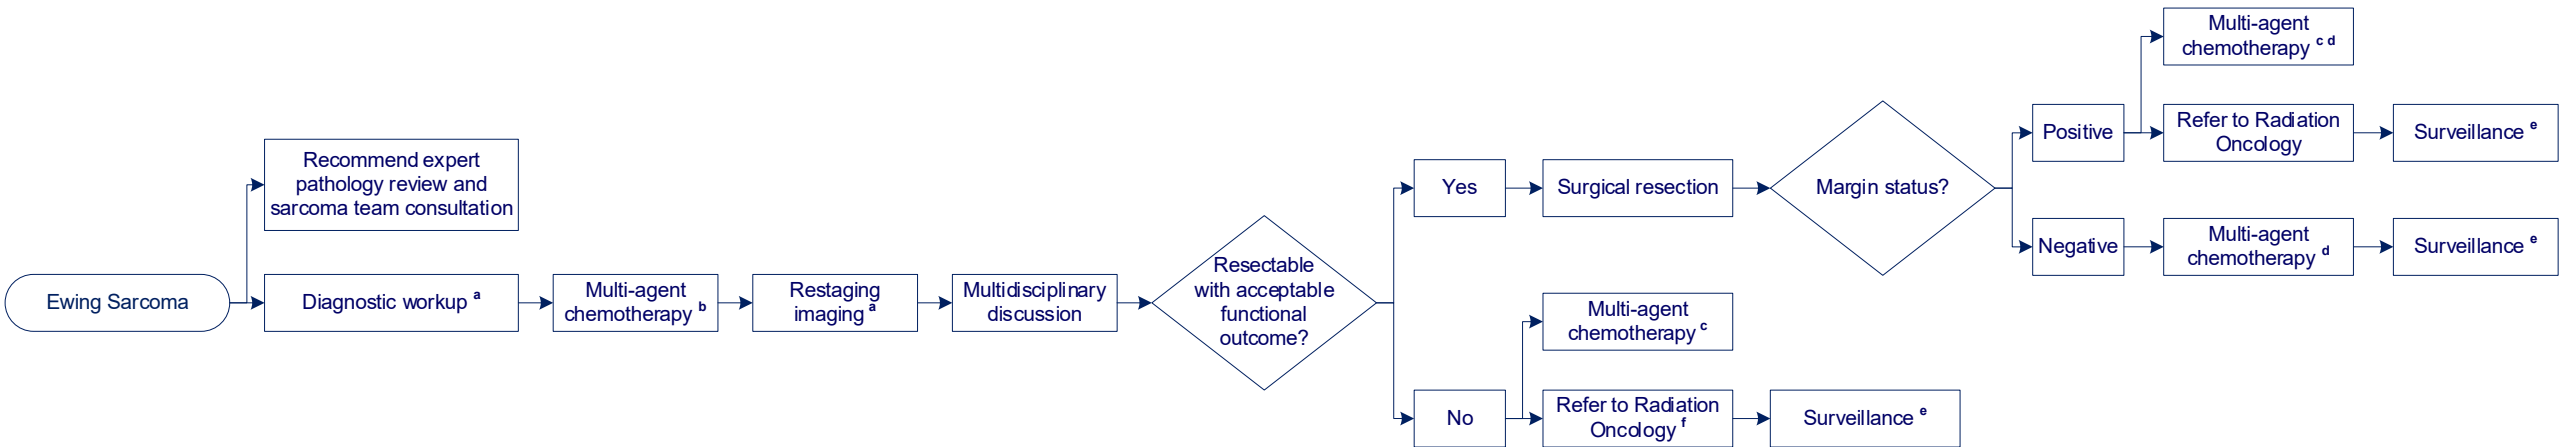 Ewing Sarcoma
Recommend expert
pathology review and
sarcoma team consultation
Diagnostic workup a
Multi-agent
chemotherapy b
Restaging
imaging a
Multidisciplinary
discussion
Resectable
with acceptable
functional
outcome?
Yes
Surgical resection
Margin status?
Positive
Multi-agent
chemotherapy c d
Refer to Radiation
Oncology
Surveillance e
Negative
Multi-agent
chemotherapy d
Surveillance e
No
Multi-agent
chemotherapy c
Refer to Radiation
Oncology f
Surveillance e